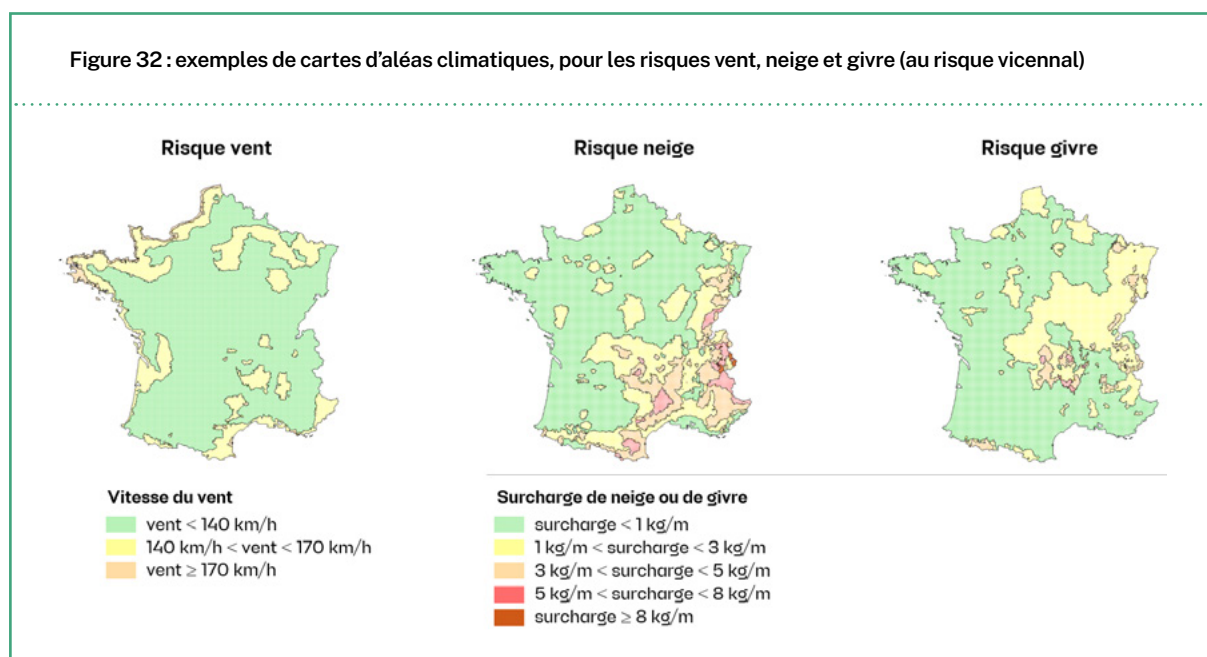 Figure 32 : exemples de cartes d’aléas climatiques, pour les risques vent, neige et givre (au risque vicennal)
Risque vent
Risque neige
Risque givre
Vitesse du vent
vent < 140 km/h
140 km/h < vent < 170 km/h
vent ≥ 170 km/h
Surcharge de neige ou de givre
surcharge < 1 kg/m
1 kg/m < surcharge < 3 kg/m
3 kg/m < surcharge < 5 kg/m
5 kg/m < surcharge < 8 kg/m
surcharge ≥ 8 kg/m